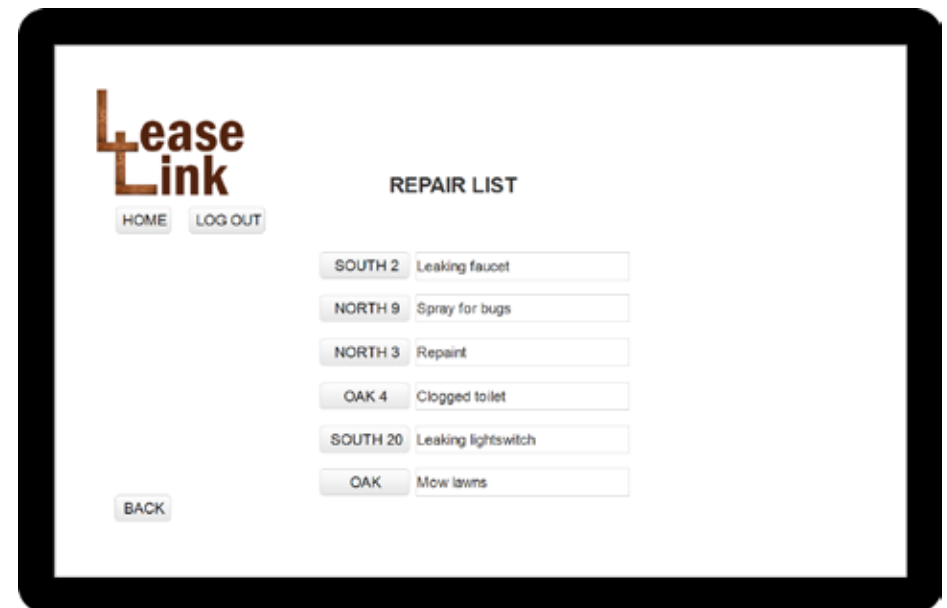 Lease
Link
REPAIR LIST
HOME LOG OUT
SOUTH 2 Leaking faucet
NORTH 9 Spray for bugs
NORTH 3 Repaint
OAK 4 Clogged toilet
SOUTH 20 Leaking lightswitch
OAK Mow lawns
BACK